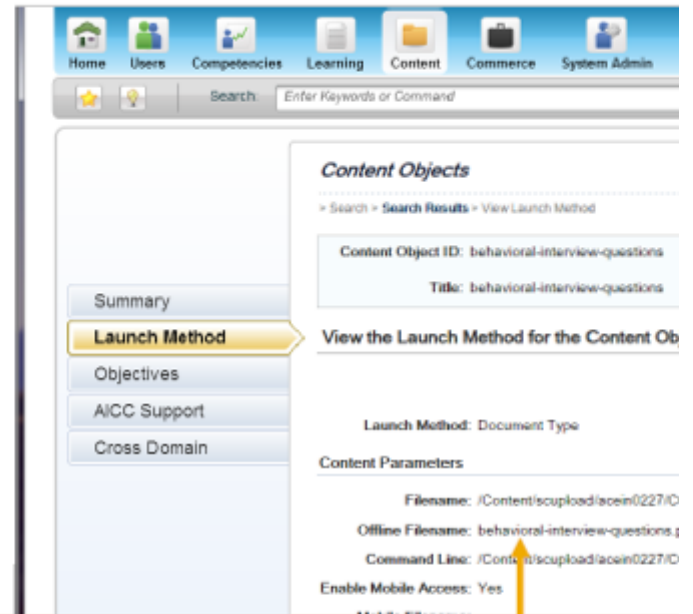 Home Users Competencies Learning Content Commerce System Admin
Search: Enter Keywords or Command
Content Objects
> Search > Search Results > View Launch Method
Content Object ID: behavioral-interview-questions
Title: behavioral-interview-questions
Summary
Launch Method
Objectives
AICC Support
Cross Domain
View the Launch Method for the Content Obj
Launch Method: Document Type
Content Parameters
Filename: /Content/scupload/acein0227/C
Offline Filename: behavioral-interview-questions.p
Command Line: /Content/scupload/acein0227/C
Enable Mobile Access: Yes